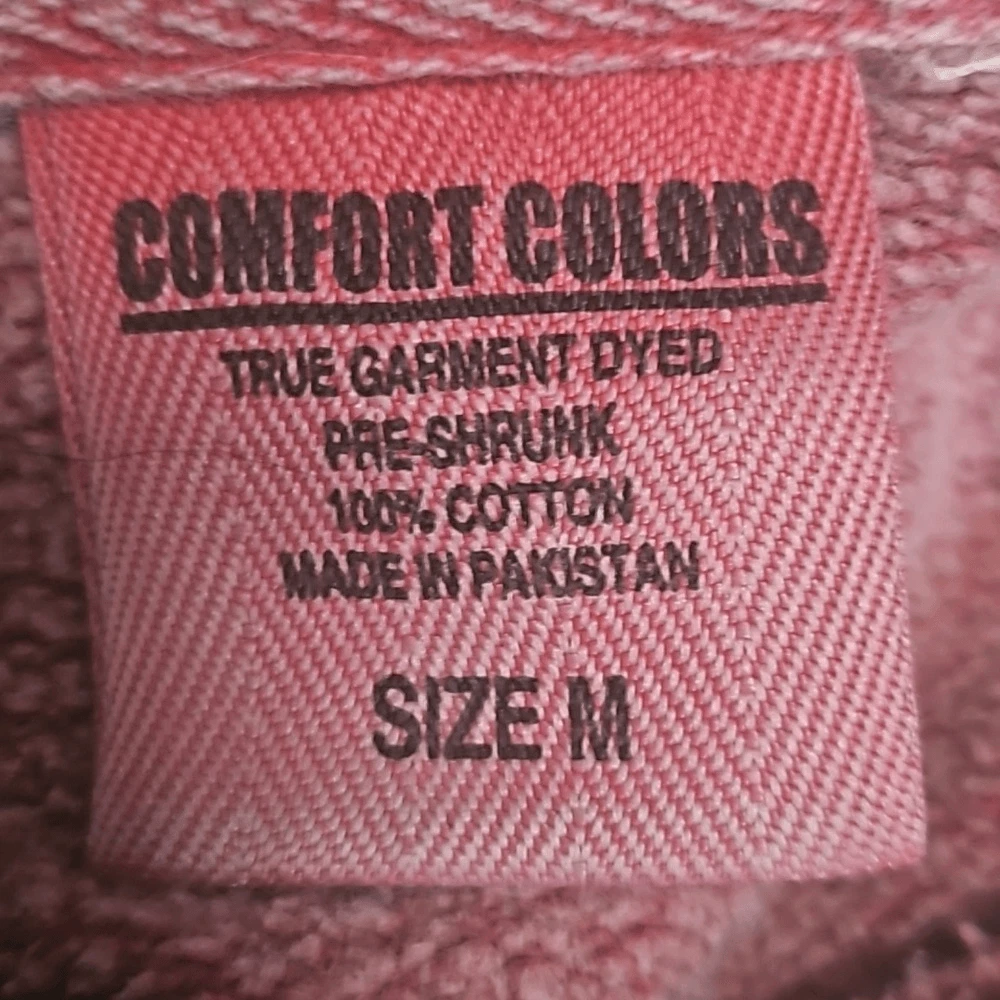 COMFORT COLORS
TRUE GARMENT DYED
PRE-SHRUNK
100% COTTON
MADE IN PAKISTAN
SIZE M